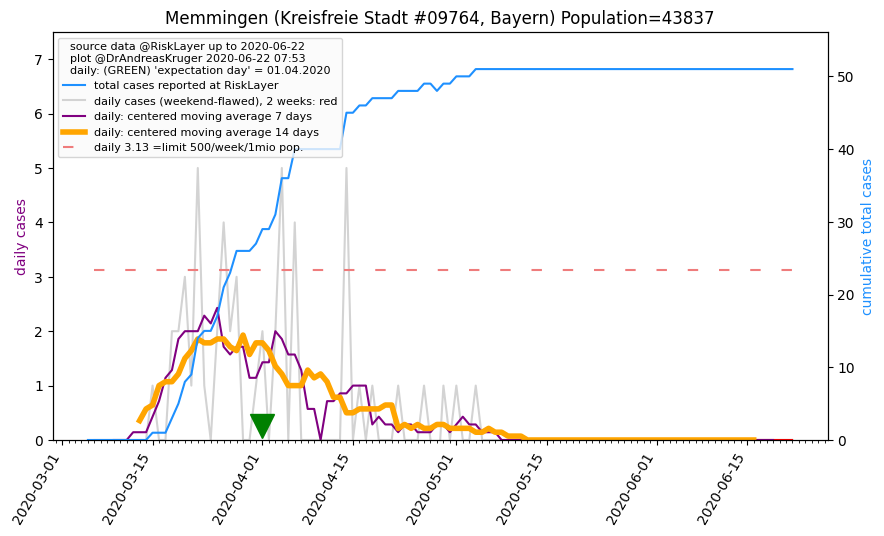 Memmingen (Kreisfreie Stadt #09764, Bayern) Population=43837
source data @RiskLayer up to 2020-06-22
plot @DrAndreasKruger 2020-06-22 07:53
daily: (GREEN) 'expectation day' = 01.04.2020
total cases reported at RiskLayer
daily cases (weekend-flawed), 2 weeks: red
daily: centered moving average 7 days
daily: centered moving average 14 days
daily 3.13 =limit 500/week/1mio pop.
daily cases
7
6
5
4
3
2
1
0
cumulative total cases
50
40
30
20
10
0
2020-03-01
2020-03-15
2020-04-01
2020-04-15
2020-05-01
2020-05-15
2020-06-01
2020-06-15